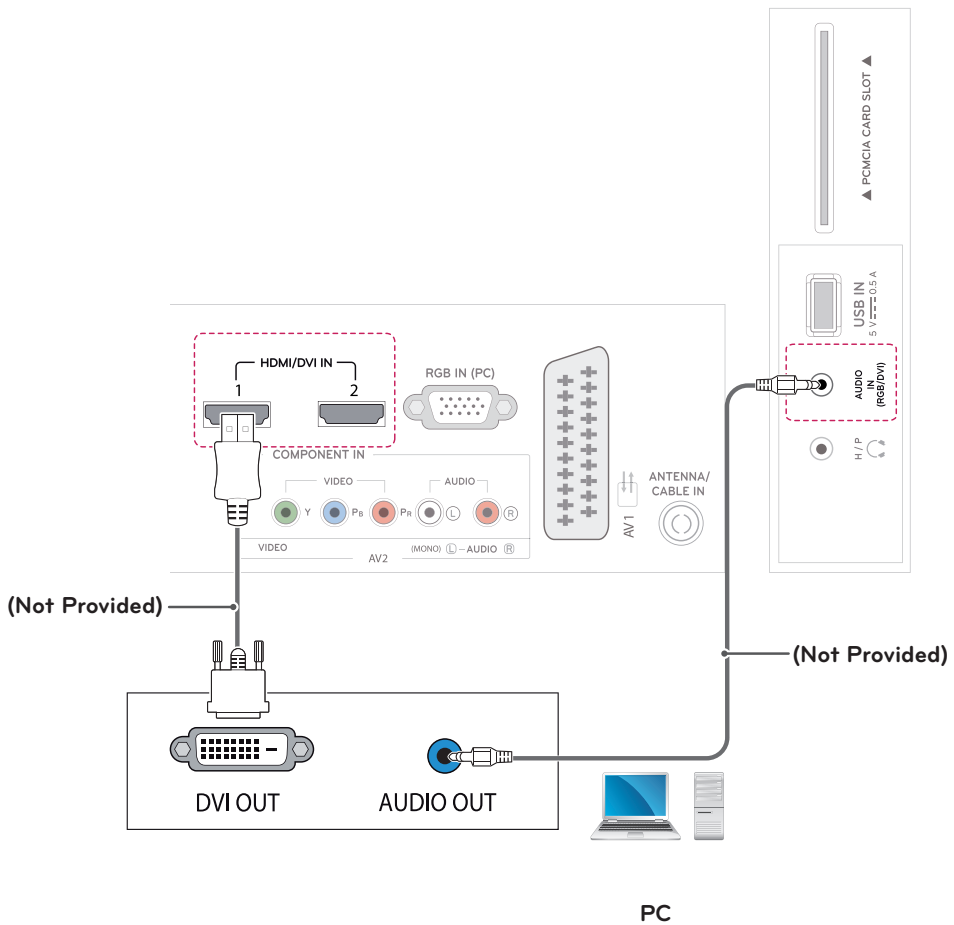 ▲ PCMCIA CARD SLOT ▲
USB IN
5 V 0.5 A
AUDIO
IN
(RGB/DVI)
H / P
HDMI/DVI IN
1 2
RGB IN (PC)
COMPONENT IN
VIDEO AUDIO
Y PB PR L R
VIDEO
AV2
(MONO) L – AUDIO R
AV1
ANTENNA/
CABLE IN
(Not Provided)
(Not Provided)
DVI OUT
AUDIO OUT
PC